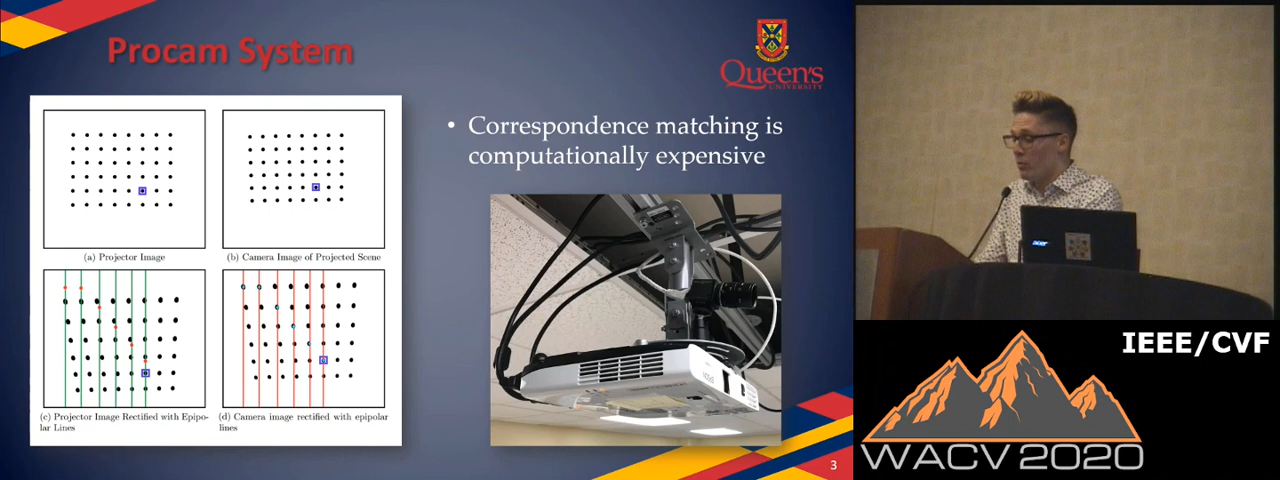 Procam System
Queen's
UNIVERSITY
• Correspondence matching is
computationally expensive
(a) Projector Image
(b) Camera Image of Projected Scene
(c) Projector Image Rectified with Epipo-
lar Lines
(d) Camera image rectified with epipolar
lines
3
acer
IEEE/CVF
WACV 2020